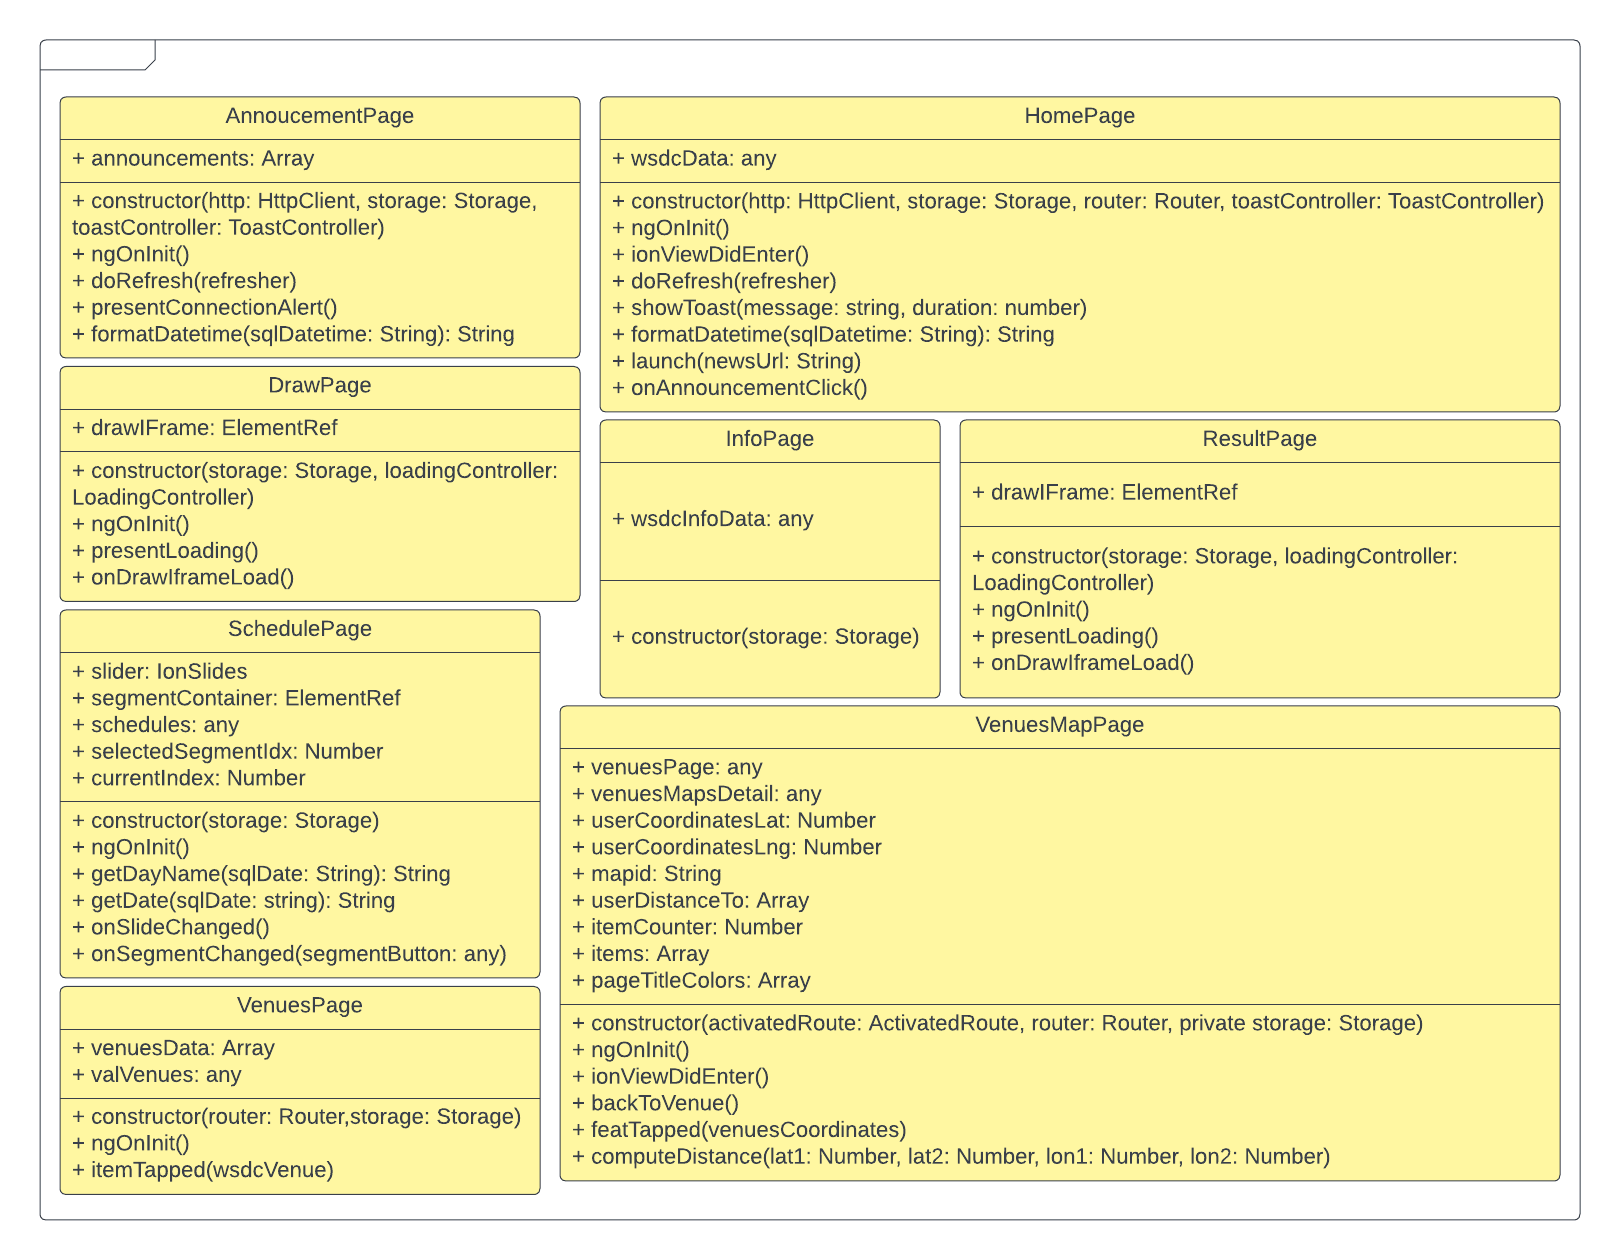 AnnoucementPage
+ announcements: Array
+ constructor(http: HttpClient, storage: Storage,
toastController: ToastController)
+ ngOnInit()
+ doRefresh(refresher)
+ presentConnectionAlert()
+ formatDatetime(sqlDatetime: String): String
HomePage
+ wsdcData: any
+ constructor(http: HttpClient, storage: Storage, router: Router, toastController: ToastController)
+ ngOnInit()
+ ionViewDidEnter()
+ doRefresh(refresher)
+ showToast(message: string, duration: number)
+ formatDatetime(sqlDatetime: String): String
+ launch(newsUrl: String)
+ onAnnouncementClick()
DrawPage
+ drawIFrame: ElementRef
+ constructor(storage: Storage, loadingController:
LoadingController)
+ ngOnInit()
+ presentLoading()
+ onDrawIframeLoad()
InfoPage
+ wsdcInfoData: any
+ constructor(storage: Storage)
ResultPage
+ drawIFrame: ElementRef
+ constructor(storage: Storage, loadingController:
LoadingController)
+ ngOnInit()
+ presentLoading()
+ onDrawIframeLoad()
SchedulePage
+ slider: IonSlides
+ segmentContainer: ElementRef
+ schedules: any
+ selectedSegmentIdx: Number
+ currentIndex: Number
+ constructor(storage: Storage)
+ ngOnInit()
+ getDayName(sqlDate: String): String
+ getDate(sqlDate: string): String
+ onSlideChanged()
+ onSegmentChanged(segmentButton: any)
VenuesMapPage
+ venuesPage: any
+ venuesMapsDetail: any
+ userCoordinatesLat: Number
+ userCoordinatesLng: Number
+ mapid: String
+ userDistanceTo: Array
+ itemCounter: Number
+ items: Array
+ pageTitleColors: Array
+ constructor(activatedRoute: ActivatedRoute, router: Router, private storage: Storage)
+ ngOnInit()
+ ionViewDidEnter()
+ backToVenue()
+ featTapped(venuesCoordinates)
+ computeDistance(lat1: Number, lat2: Number, lon1: Number, lon2: Number)
VenuesPage
+ venuesData: Array
+ valVenues: any
+ constructor(router: Router,storage: Storage)
+ ngOnInit()
+ itemTapped(wsdcVenue)